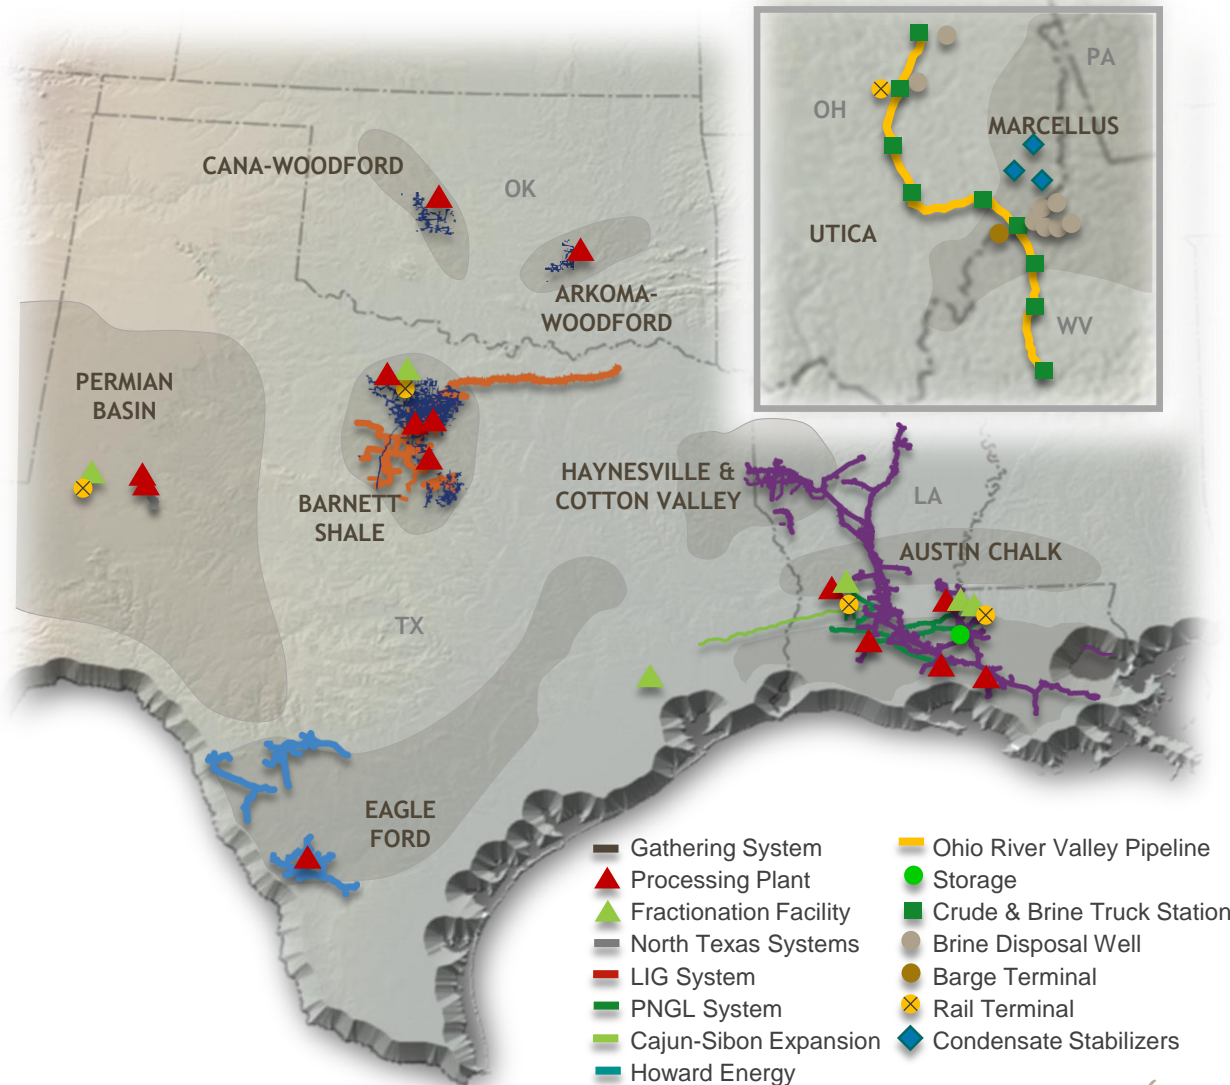 PA
OH
MARCELLUS
CANA-WOODFORD
OK
UTICA
ARKOMA-
WOODFORD
WV
PERMIAN
BASIN
HAYNESVILLE &
COTTON VALLEY
LA
BARNETT
SHALE
AUSTIN CHALK
TX
EAGLE
FORD
Gathering System
Processing Plant
Fractionation Facility
North Texas Systems
LIG System
PNGL System
Cajun-Sibon Expansion
Howard Energy
Ohio River Valley Pipeline
Storage
Crude & Brine Truck Station
Brine Disposal Well
Barge Terminal
Rail Terminal
Condensate Stabilizers